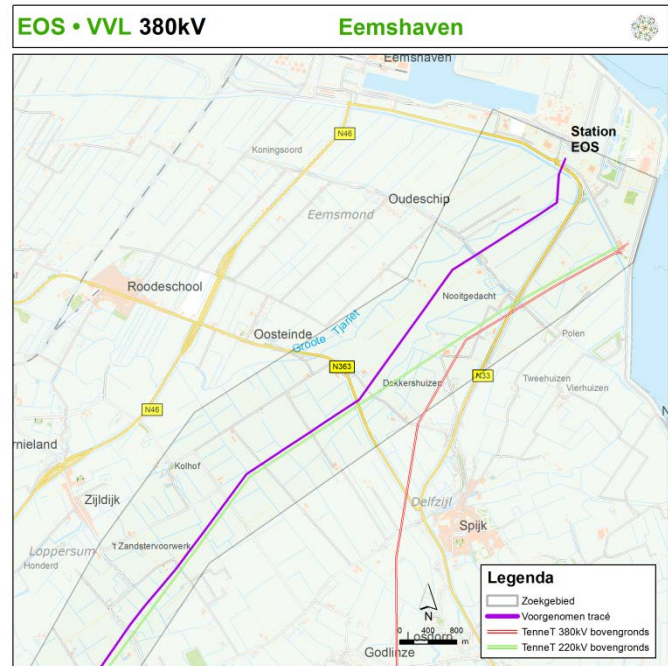 EOS • VVL 380kV
Eemshaven
Eemshaven
Station
EOS
N46
Koningsoord
Oudeschip
Eemsmond
Roodeschool
Nooitgedacht
Groote Tjariet
Oosteinde
Polen
N363
Dekkershuizen
N33
Tweehuizen
Vierhuizen
N46
Kolhof
Zijldijk
Delfzijl
Spijk
't Zandstervoorwerk
Loppersum
Honderd
Legenda
Zoekgebied
Voorgenomen tracé
TenneT 380kV bovengronds
TenneT 220kV bovengronds
N
0 400 800
m
Losdorp
Godlinze